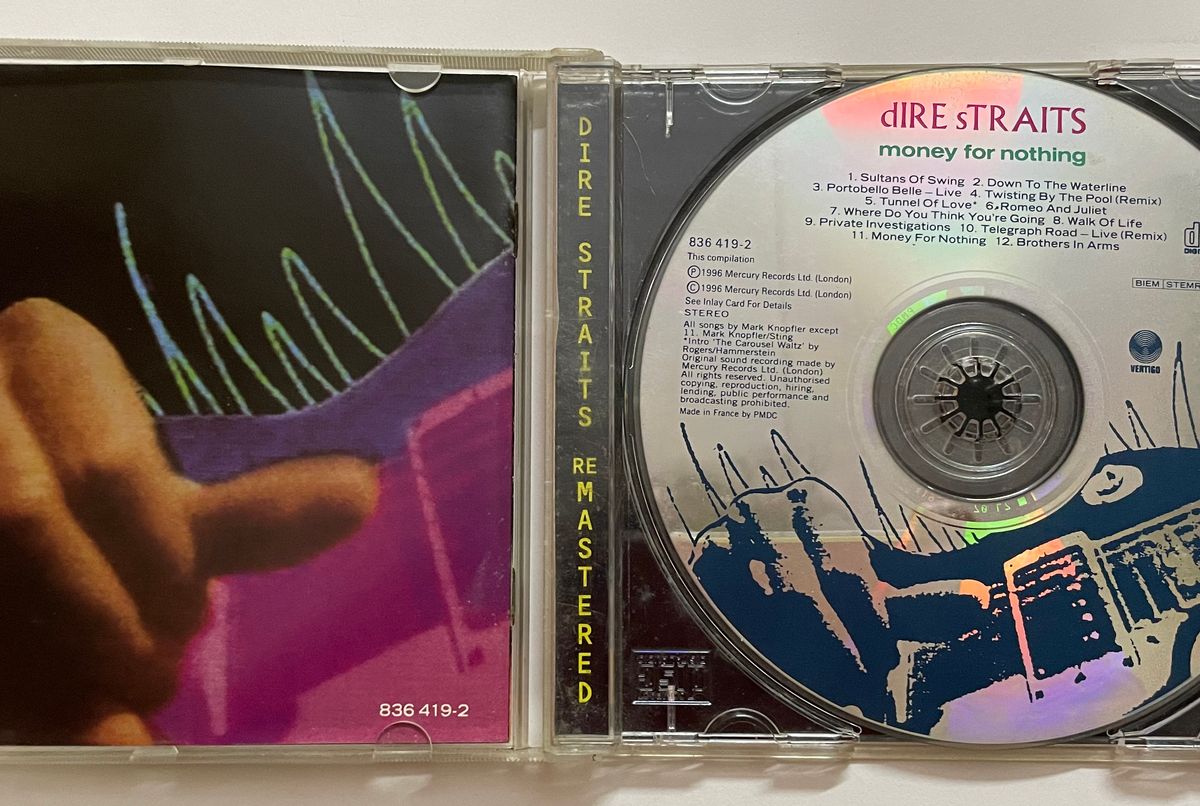 836 419-2
DIRE STRAITS REMASTERED
dIRE sTRAITS
money for nothing
1. Sultans Of Swing 2. Down To The Waterline
3. Portobello Belle – Live 4. Twisting By The Pool (Remix)
5. Tunnel Of Love* 6. Romeo And Juliet
7. Where Do You Think You're Going 8. Walk Of Life
9. Private Investigations 10. Telegraph Road – Live (Remix)
11. Money For Nothing 12. Brothers In Arms
836 419-2
This compilation
Ⓟ 1996 Mercury Records Ltd. (London)
Ⓒ 1996 Mercury Records Ltd. (London)
See Inlay Card For Details
STEREO
All songs by Mark Knopfler except
11. Mark Knopfler/Sting
*Intro 'The Carousel Waltz' by
Rogers/Hammerstein
Original sound recording made by
Mercury Records Ltd. (London)
All rights reserved. Unauthorised
copying, reproduction, hiring,
lending, public performance and
broadcasting prohibited.
Made in France by PMDC
BIEM STEMR
VERTIGO